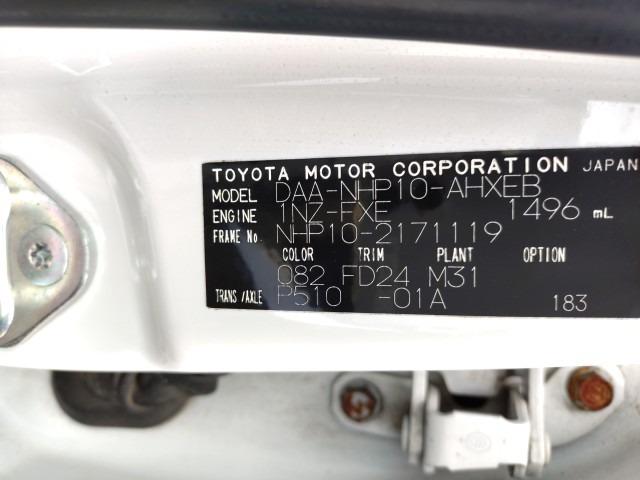 TOYOTA MOTOR CORPORATION JAPAN
MODEL DAA-NHP10-AHXEB
ENGINE 1NZ-FXE 1496 mL
FRAME No. NHP10-2171119
COLOR TRIM PLANT OPTION
082 FD24 M31
TRANS/AXLE P510 -01A 183